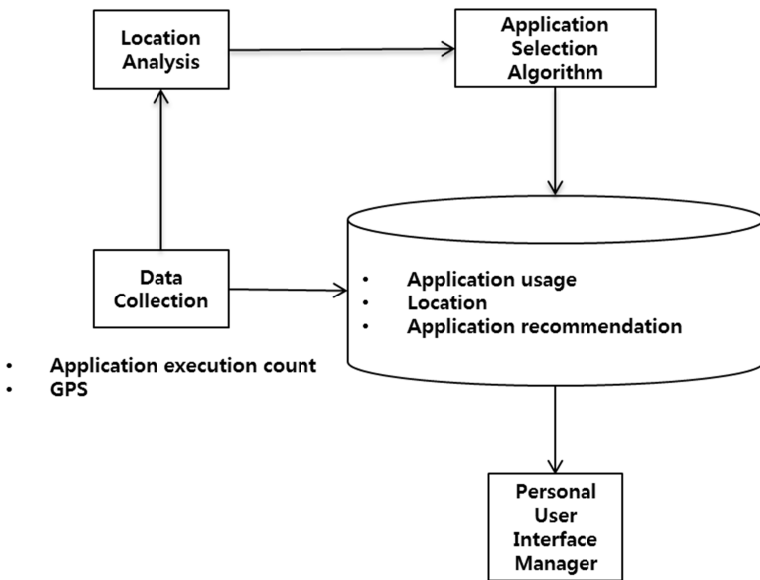 Location
Analysis
Application
Selection
Algorithm
Data
Collection
• Application usage
• Location
• Application recommendation
• Application execution count
• GPS
Personal
User
Interface
Manager